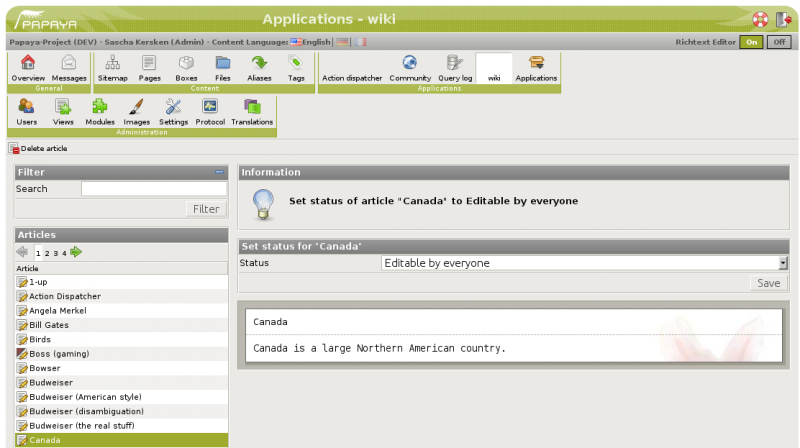 PAPAYA
Applications - wiki
Papaya-Project (DEV) - Sascha Kersken (Admin) - Content Language: English
Richtext Editor On Off
Overview Messages Sitemap Pages Boxes Files Aliases Tags Action dispatcher Community Query log wiki Applications
General Content Applications
Users Views Modules Images Settings Protocol Translations
Administration
Delete article
Filter
Search
Filter
Articles
1 2 3 4
Article
1-up
Action Dispatcher
Angela Merkel
Bill Gates
Birds
Boss (gaming)
Bowser
Budweiser
Budweiser (American style)
Budweiser (disambiguation)
Budweiser (the real stuff)
Canada
Information
Set status of article "Canada" to Editable by everyone
Set status for "Canada"
Status Editable by everyone
Save
Canada
Canada is a large Northern American country.